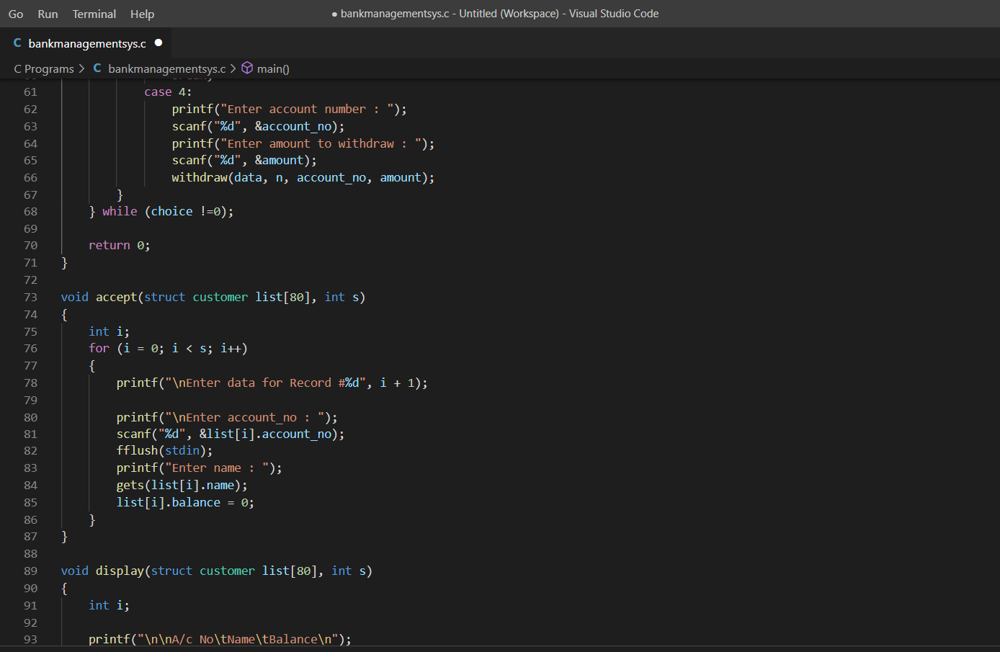 Go Run Terminal Help ● bankmanagementsys.c - Untitled (Workspace) - Visual Studio Code
C bankmanagementsys.c ●
C Programs > C bankmanagementsys.c > main()
61 case 4:
62 printf("Enter account number : ");
63 scanf("%d", &account_no);
64 printf("Enter amount to withdraw : ");
65 scanf("%d", &amount);
66 withdraw(data, n, account_no, amount);
67 }
68 } while (choice !=0);
69
70 return 0;
71 }
72
73 void accept(struct customer list[80], int s)
74 {
75 int i;
76 for (i = 0; i < s; i++)
77 {
78 printf("\nEnter data for Record #%d", i + 1);
79
80 printf("\nEnter account_no : ");
81 scanf("%d", &list[i].account_no);
82 fflush(stdin);
83 printf("Enter name : ");
84 gets(list[i].name);
85 list[i].balance = 0;
86 }
87 }
88
89 void display(struct customer list[80], int s)
90 {
91 int i;
92
93 printf("\n\nA/c No\tName\tBalance\n");